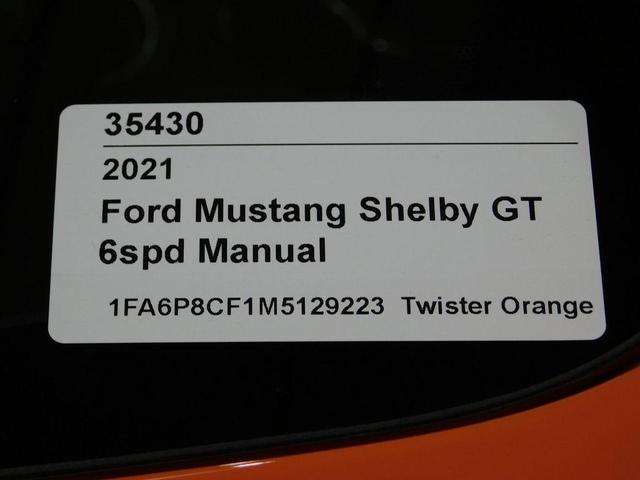 35430
2021
Ford Mustang Shelby GT
6spd Manual
1FA6P8CF1M5129223 Twister Orange